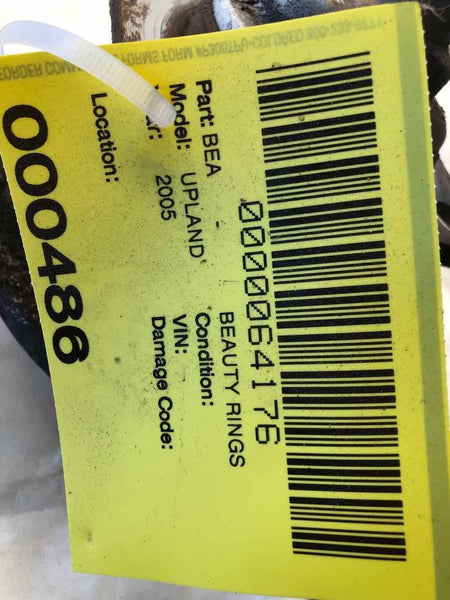 0000064176
Part: BEA - BEAUTY RINGS
Model: UPLAND Condition:
2005 VIN:
Damage Code:
Location:
000486